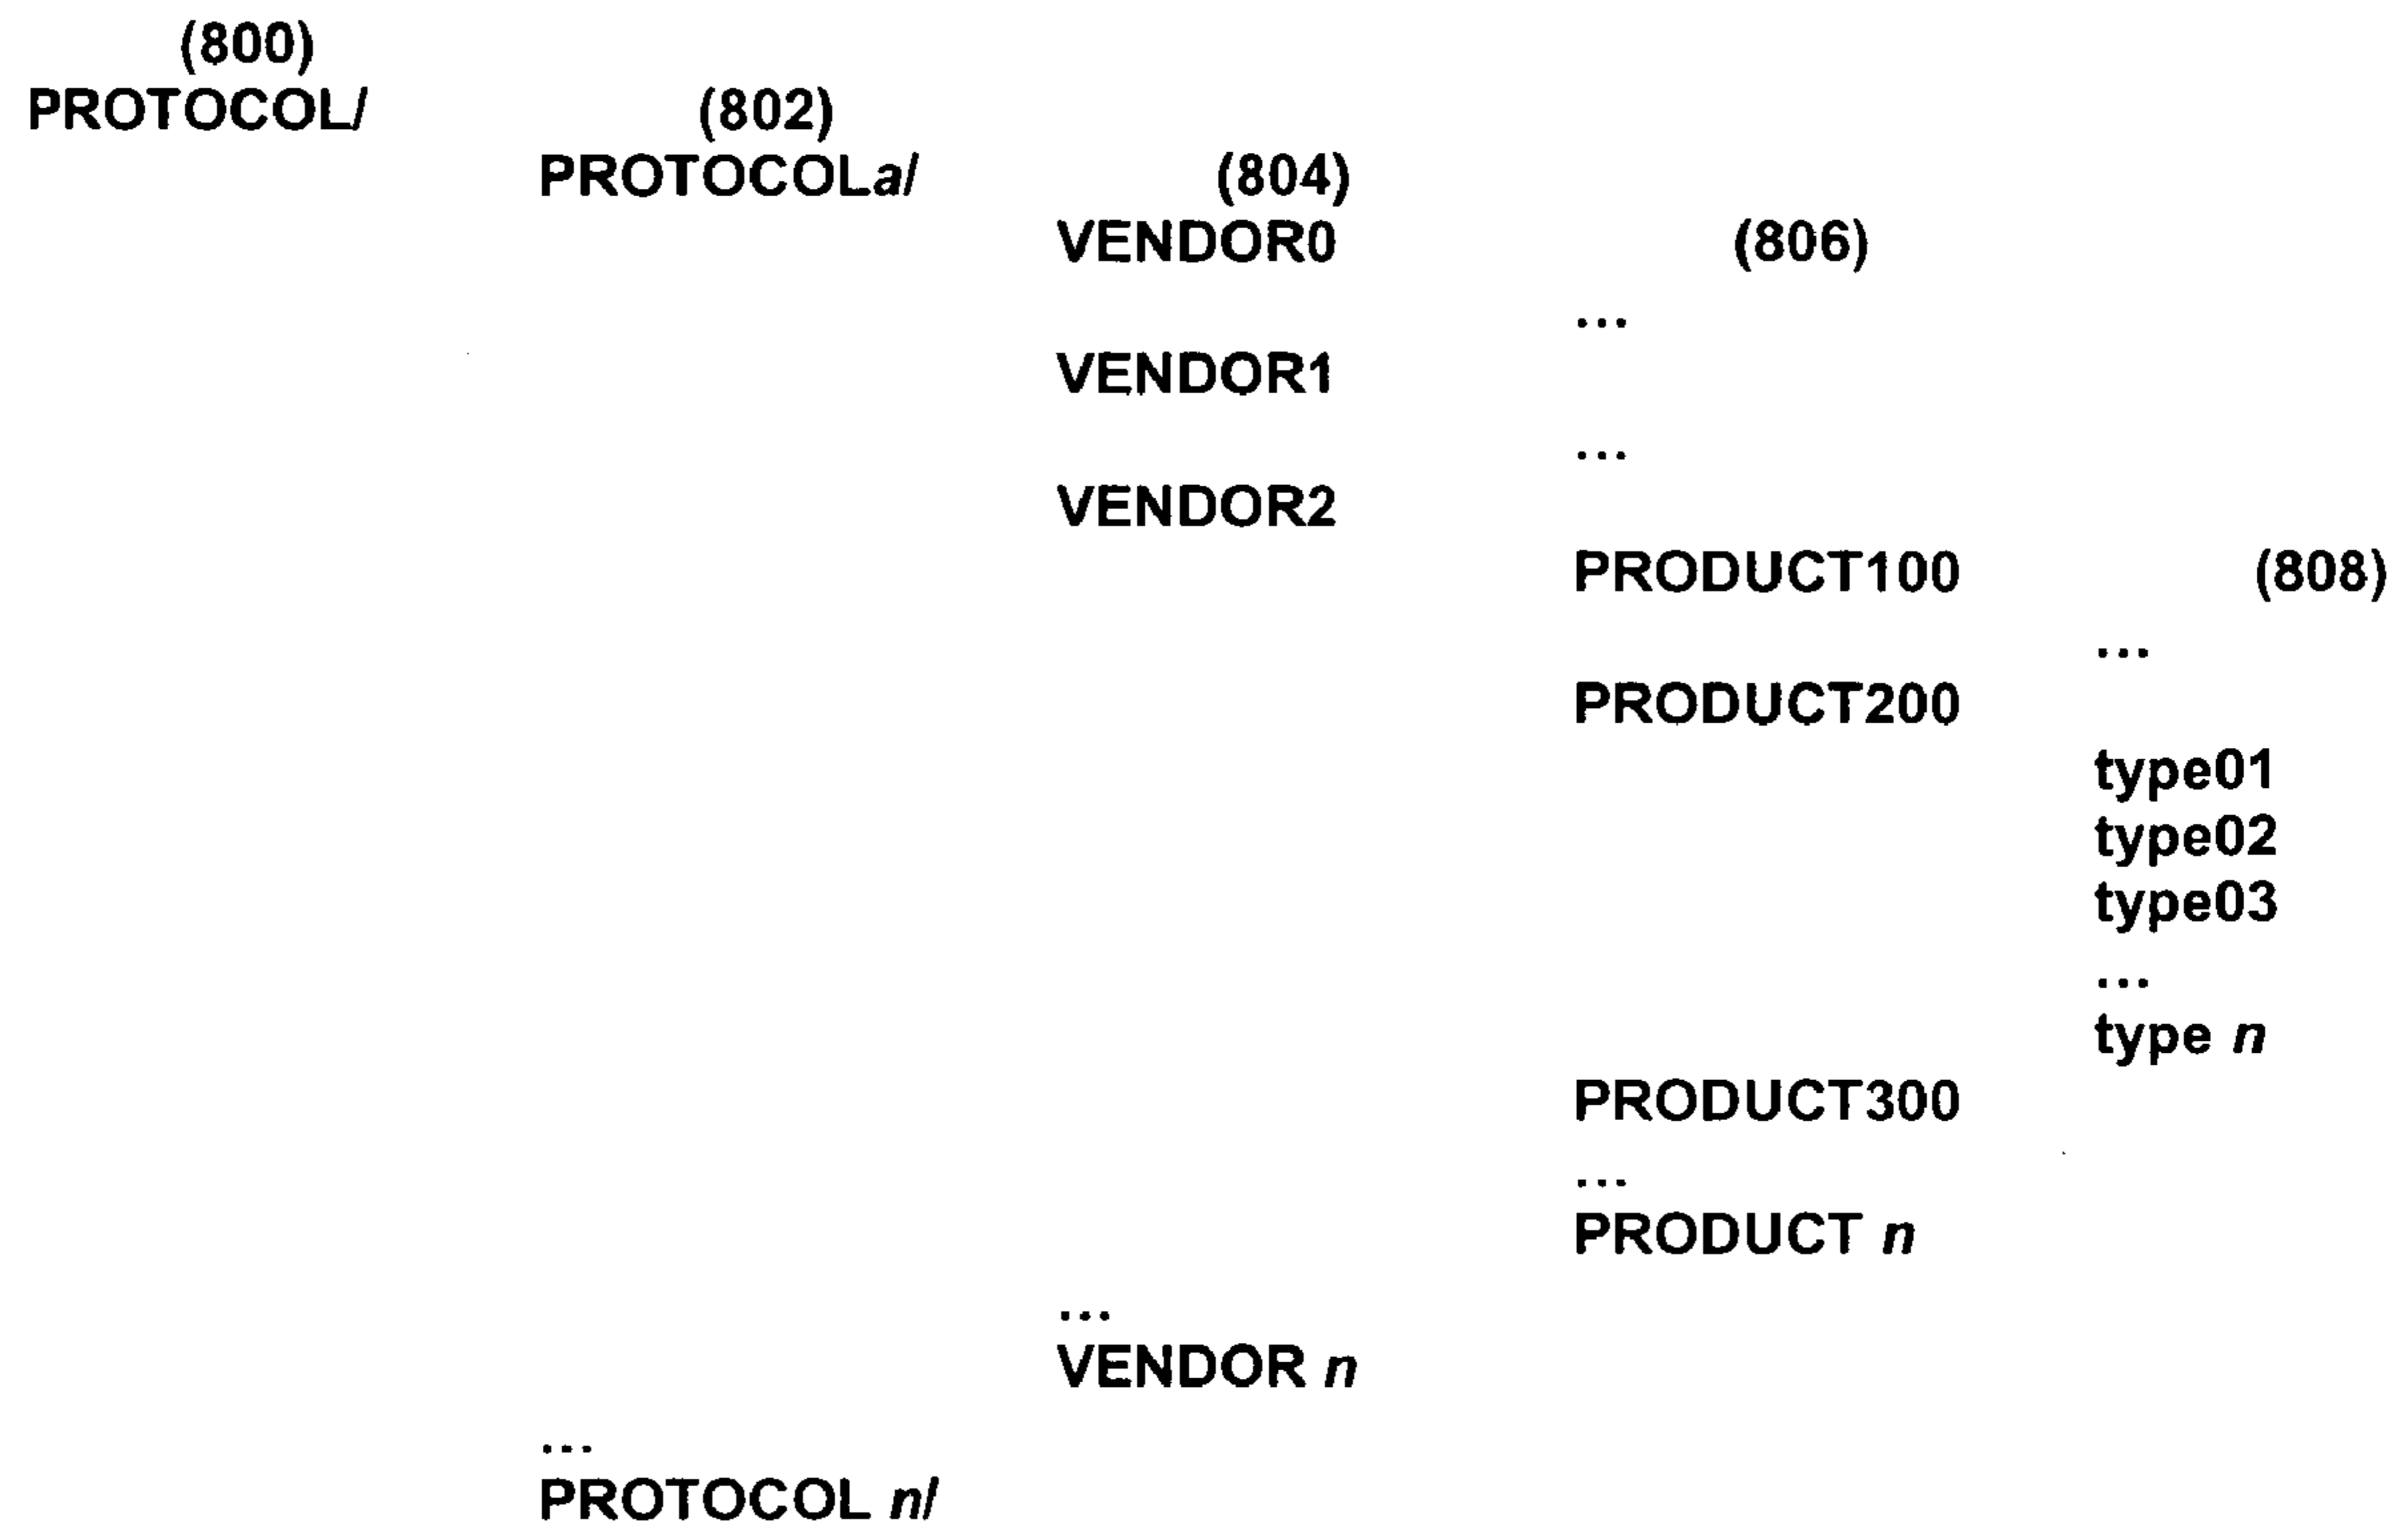 (800)
PROTOCOL/ (802)
PROTOCOLa/ (804)
VENDOR0 (806)
...
VENDOR1
...
VENDOR2
PRODUCT100 (808)
...
PRODUCT200
type01
type02
type03
...
type n
PRODUCT300
...
PRODUCT n
...
VENDOR n
...
PROTOCOL n/